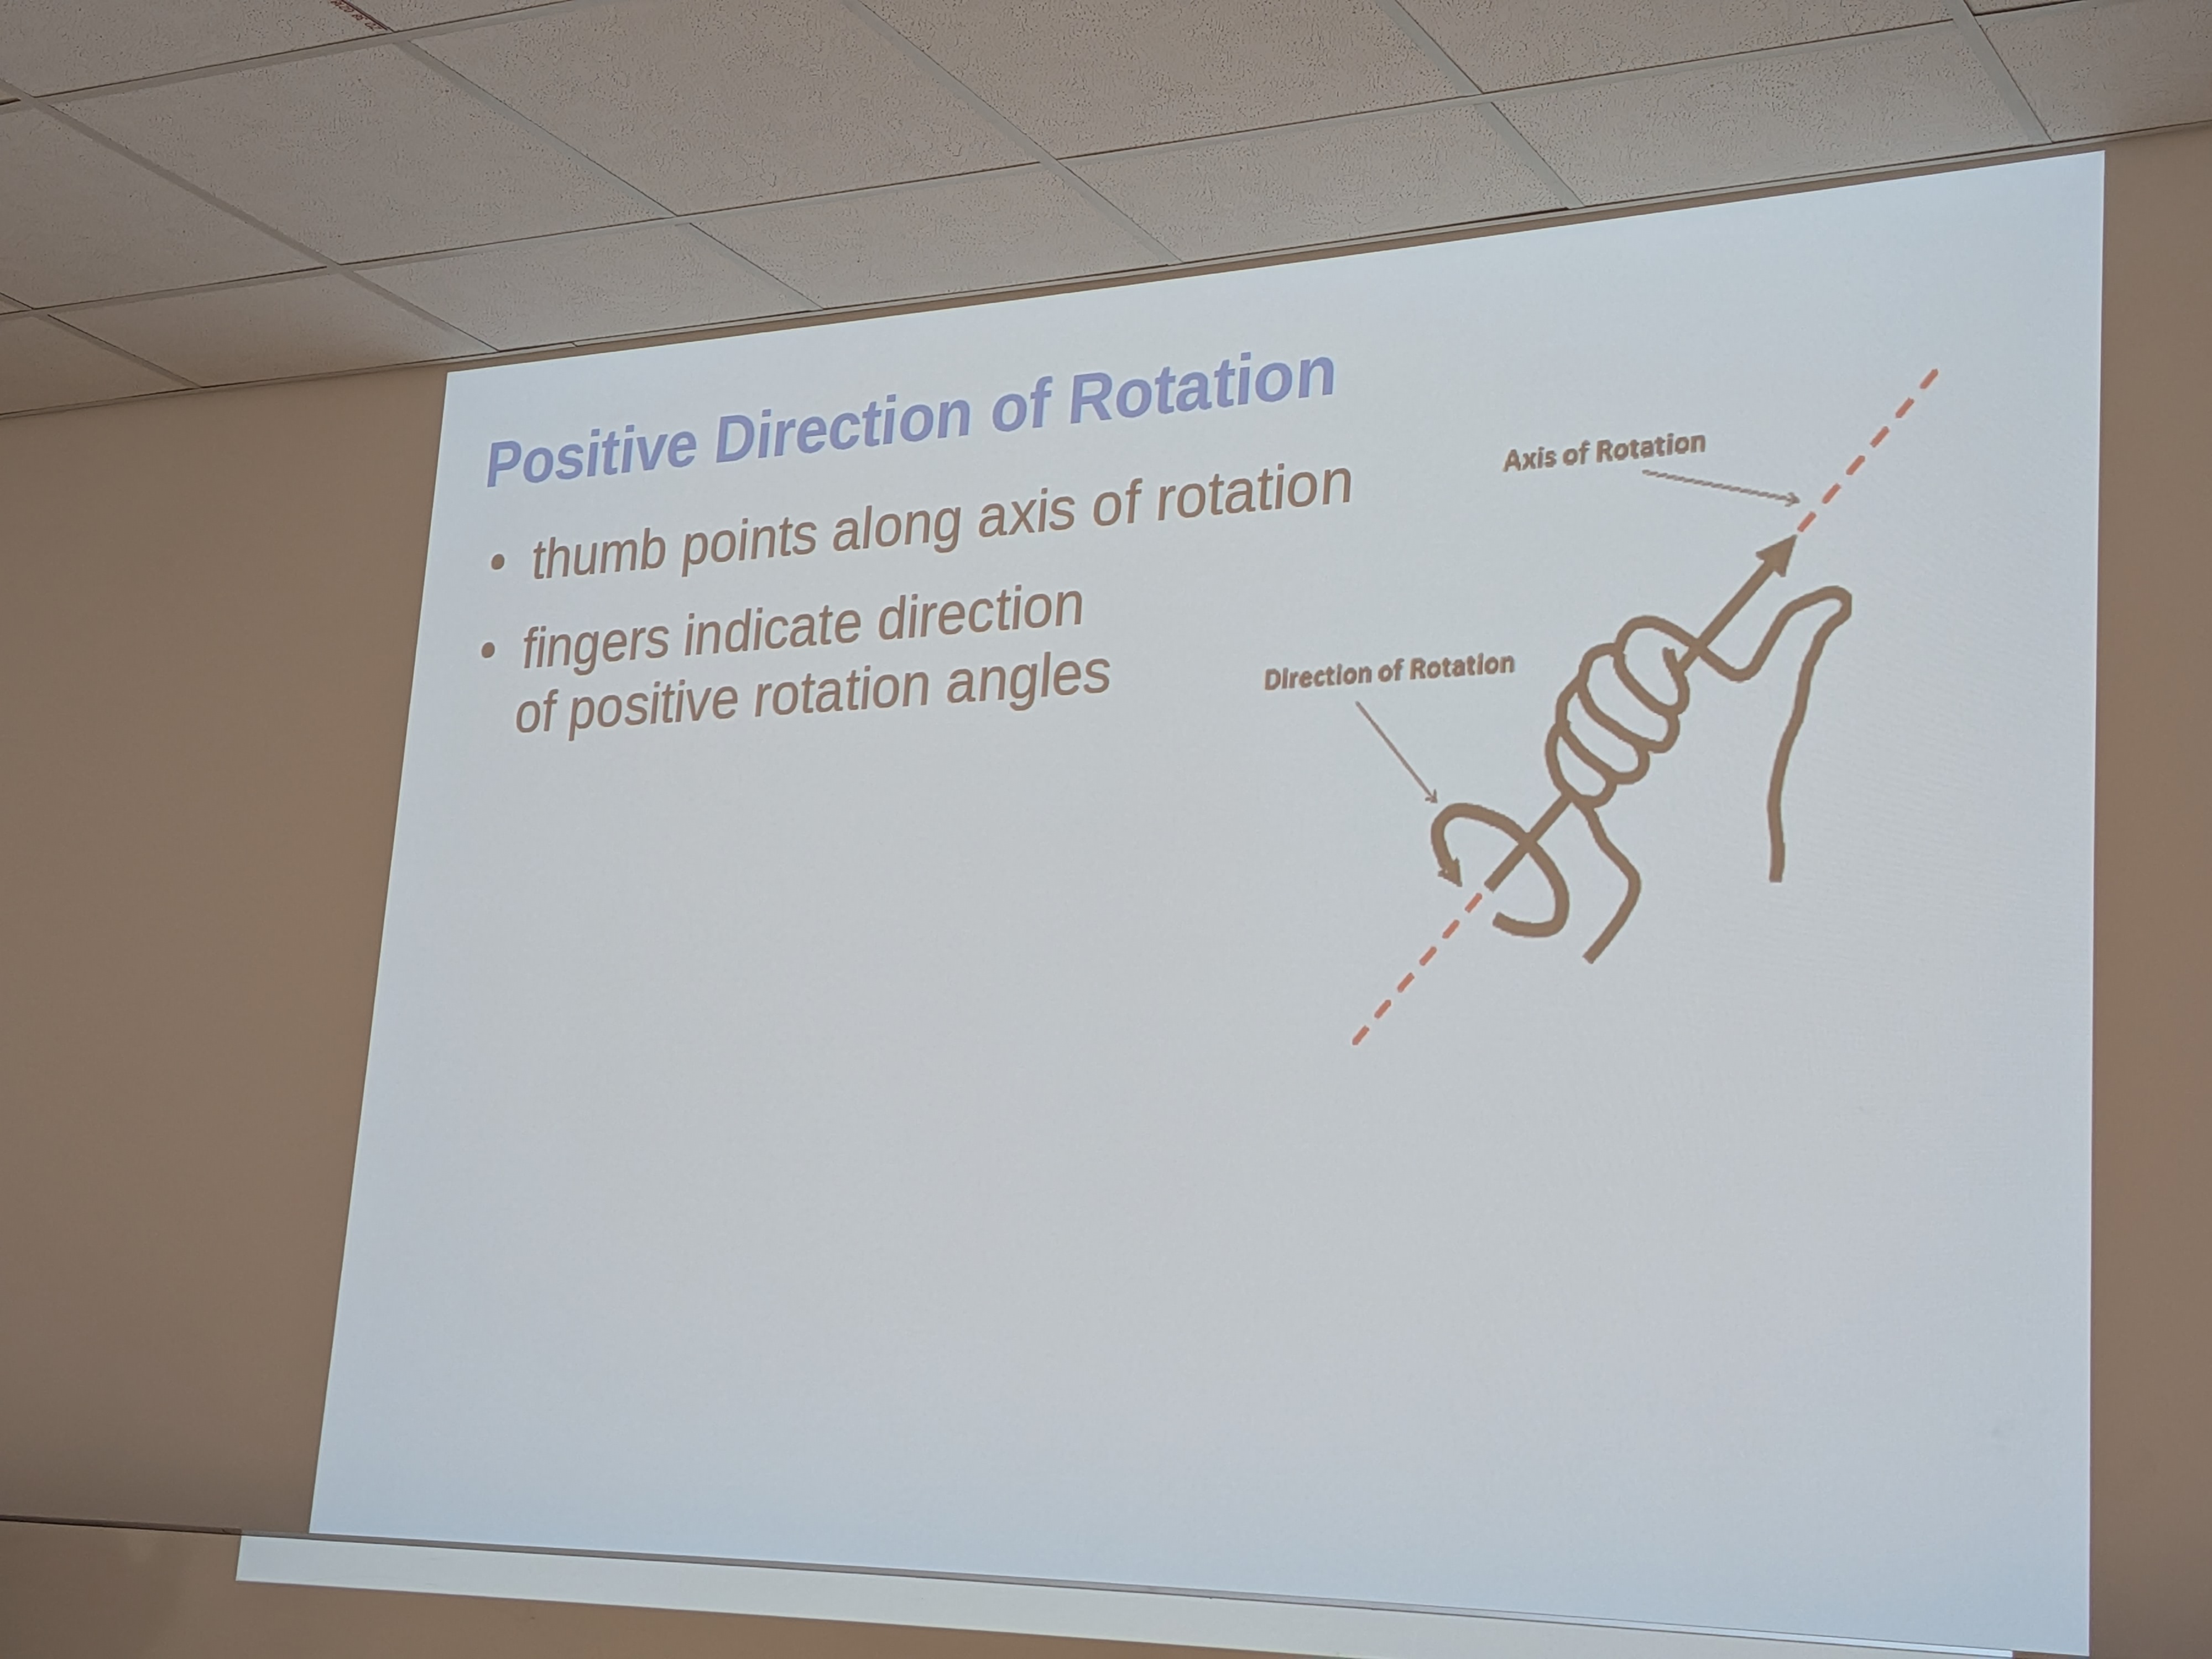 Positive Direction of Rotation
• thumb points along axis of rotation
• fingers indicate direction
of positive rotation angles
Axis of Rotation
Direction of Rotation